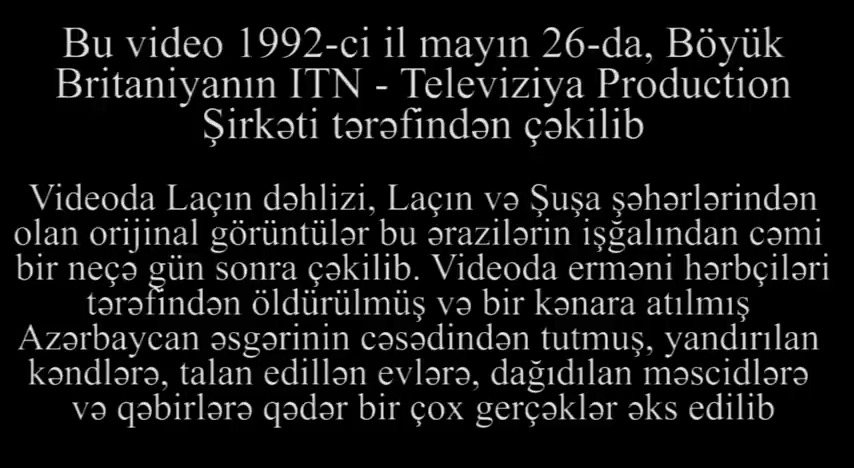 Bu video 1992-ci il mayın 26-da, Böyük
Britaniyanın ITN - Televiziya Production
Şirkəti tərəfindən çəkilib
Videoda Laçın dəhlizi, Laçın və Şuşa şəhərlərindən
olan orijinal görüntülər bu ərazilərin işğalından cəmi
bir neçə gün sonra çəkilib. Videoda erməni hərbçiləri
tərəfindən öldürülmüş və bir kənara atılmış
Azərbaycan əsgərinin cəsədindən tutmuş, yandırılan
kəndlərə, talan edillən evlərə, dağıdılan məscidlərə
və qəbirlərə qədər bir çox gerçəklər əks edilib